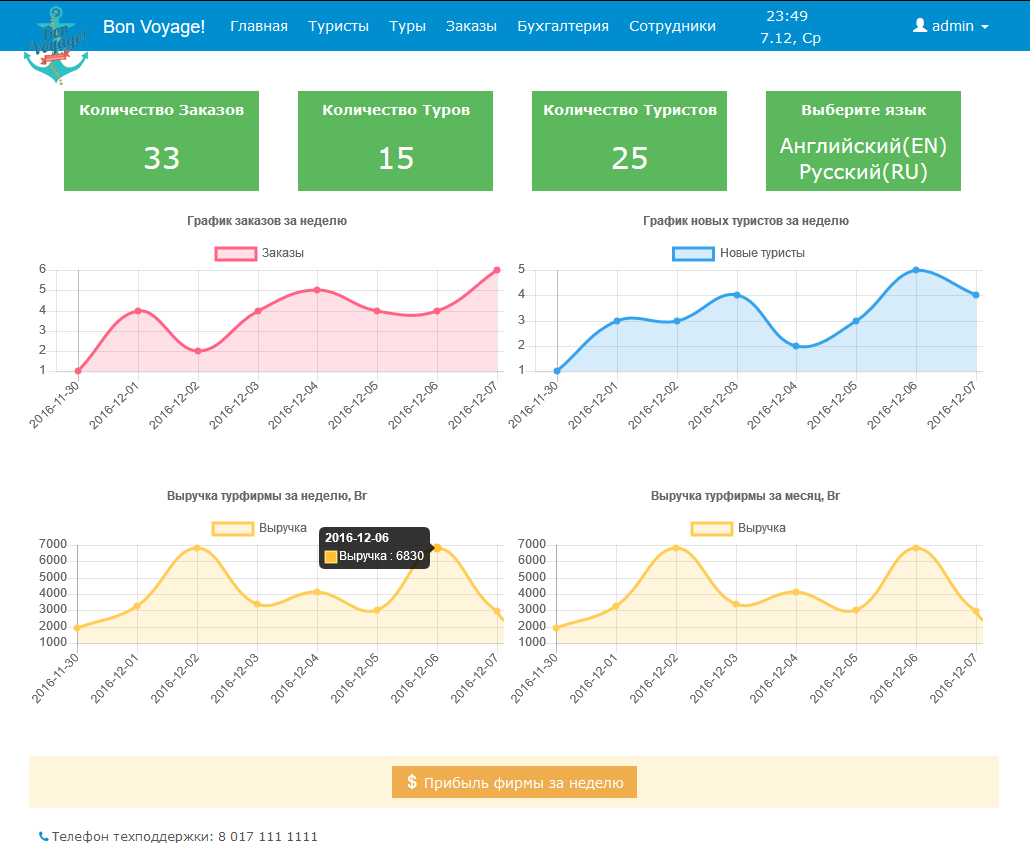 Bon Voyage!
Bon Voyage! Главная Туристы Туры Заказы Бухгалтерия Сотрудники
23:49
7.12, Ср
admin
Количество Заказов
33
Количество Туров
15
Количество Туристов
25
Выберите язык
Английский(EN)
Русский(RU)
График заказов за неделю
Заказы
6
5
4
3
2
1
2016-11-30 2016-12-01 2016-12-02 2016-12-03 2016-12-04 2016-12-05 2016-12-06 2016-12-07
График новых туристов за неделю
Новые туристы
5
4
3
2
1
2016-11-30 2016-12-01 2016-12-02 2016-12-03 2016-12-04 2016-12-05 2016-12-06 2016-12-07
Выручка турфирмы за неделю, Br
Выручка
2016-12-06
Выручка : 6830
7000
6000
5000
4000
3000
2000
1000
2016-11-30 2016-12-01 2016-12-02 2016-12-03 2016-12-04 2016-12-05 2016-12-06 2016-12-07
Выручка турфирмы за месяц, Br
Выручка
7000
6000
5000
4000
3000
2000
1000
2016-11-30 2016-12-01 2016-12-02 2016-12-03 2016-12-04 2016-12-05 2016-12-06 2016-12-07
$ Прибыль фирмы за неделю
Телефон техподдержки: 8 017 111 1111